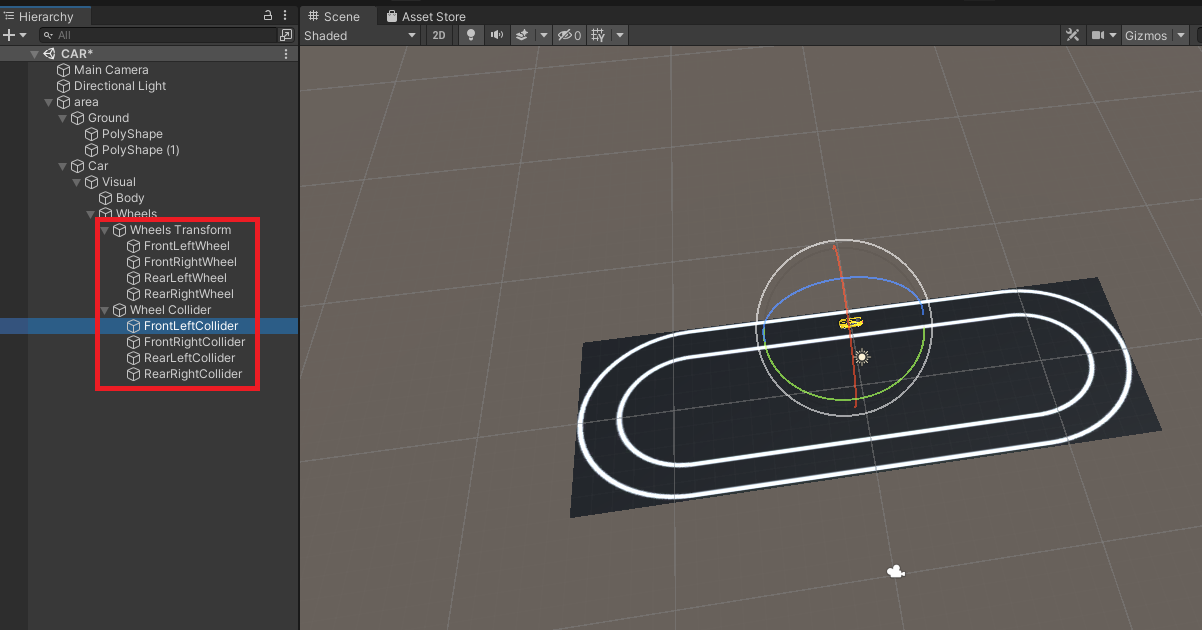 Hierarchy
All
CAR*
Main Camera
Directional Light
area
Ground
PolyShape
PolyShape (1)
Car
Visual
Body
Wheels
Wheels Transform
FrontLeftWheel
FrontRightWheel
RearLeftWheel
RearRightWheel
Wheel Collider
FrontLeftCollider
FrontRightCollider
RearLeftCollider
RearRightCollider
Scene Asset Store
Shaded 2D 0 Gizmos